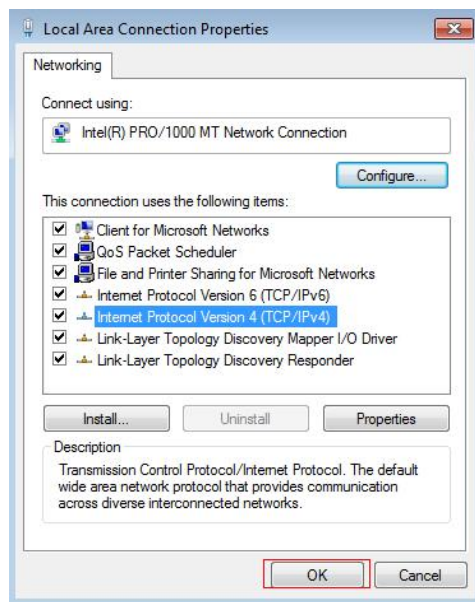 Local Area Connection Properties
Networking
Connect using:
Intel(R) PRO/1000 MT Network Connection
Configure...
This connection uses the following items:
Client for Microsoft Networks
QoS Packet Scheduler
File and Printer Sharing for Microsoft Networks
Internet Protocol Version 6 (TCP/IPv6)
Internet Protocol Version 4 (TCP/IPv4)
Link-Layer Topology Discovery Mapper I/O Driver
Link-Layer Topology Discovery Responder
Install...
Uninstall
Properties
Description
Transmission Control Protocol/Internet Protocol. The default
wide area network protocol that provides communication
across diverse interconnected networks.
OK
Cancel